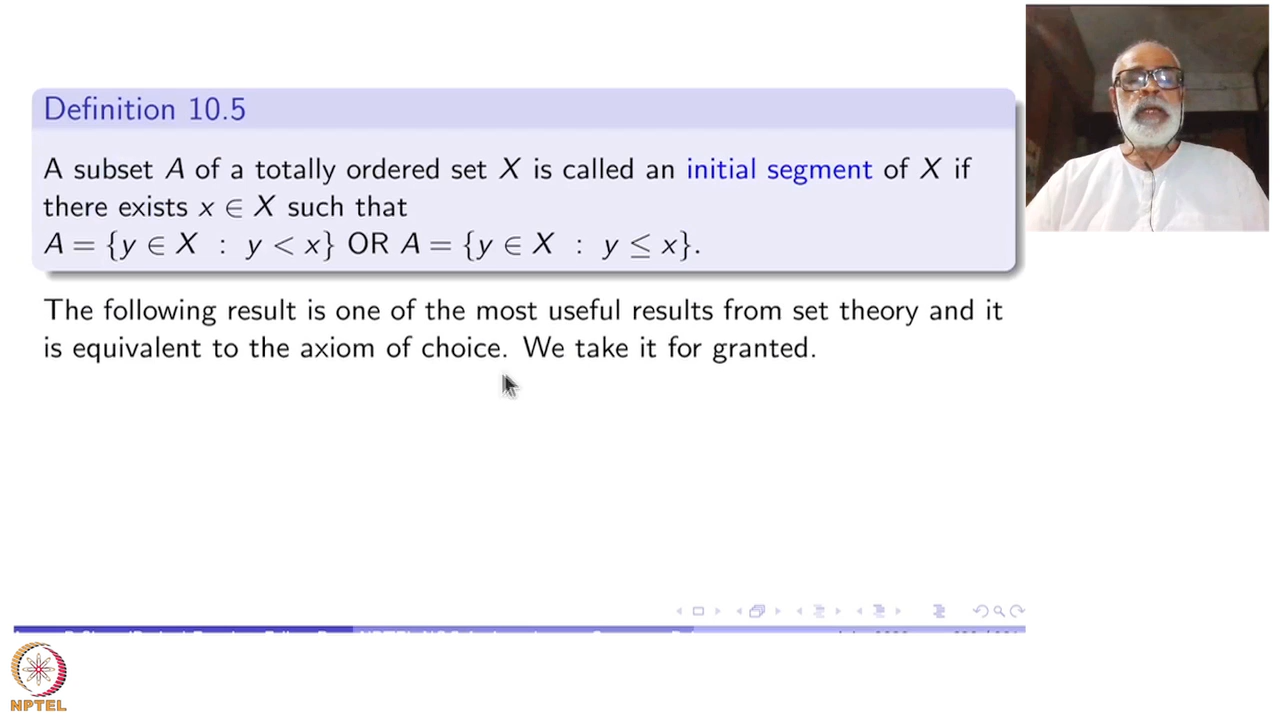 Definition 10.5
A subset A of a totally ordered set X is called an initial segment of X if
there exists x ∈ X such that
A = {y ∈ X : y < x} OR A = {y ∈ X : y ≤ x}.
The following result is one of the most useful results from set theory and it
is equivalent to the axiom of choice. We take it for granted.
NPTEL